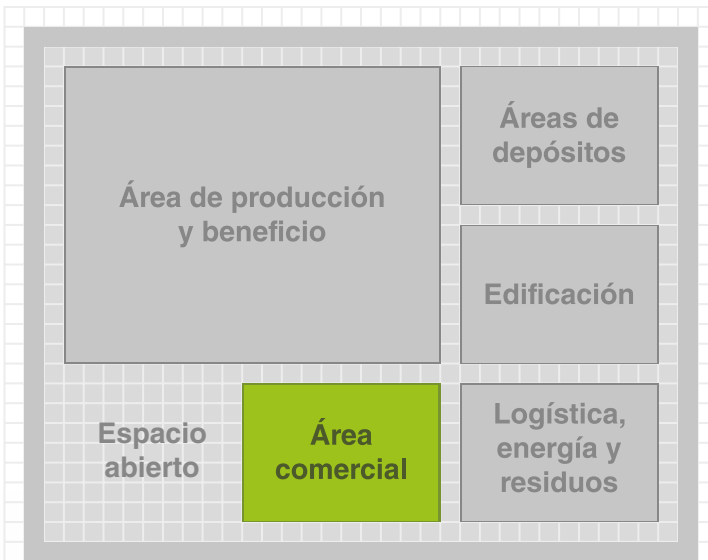 Área de producción
y beneficio
Áreas de
depósitos
Edificación
Espacio
abierto
Área
comercial
Logística,
energía y
residuos